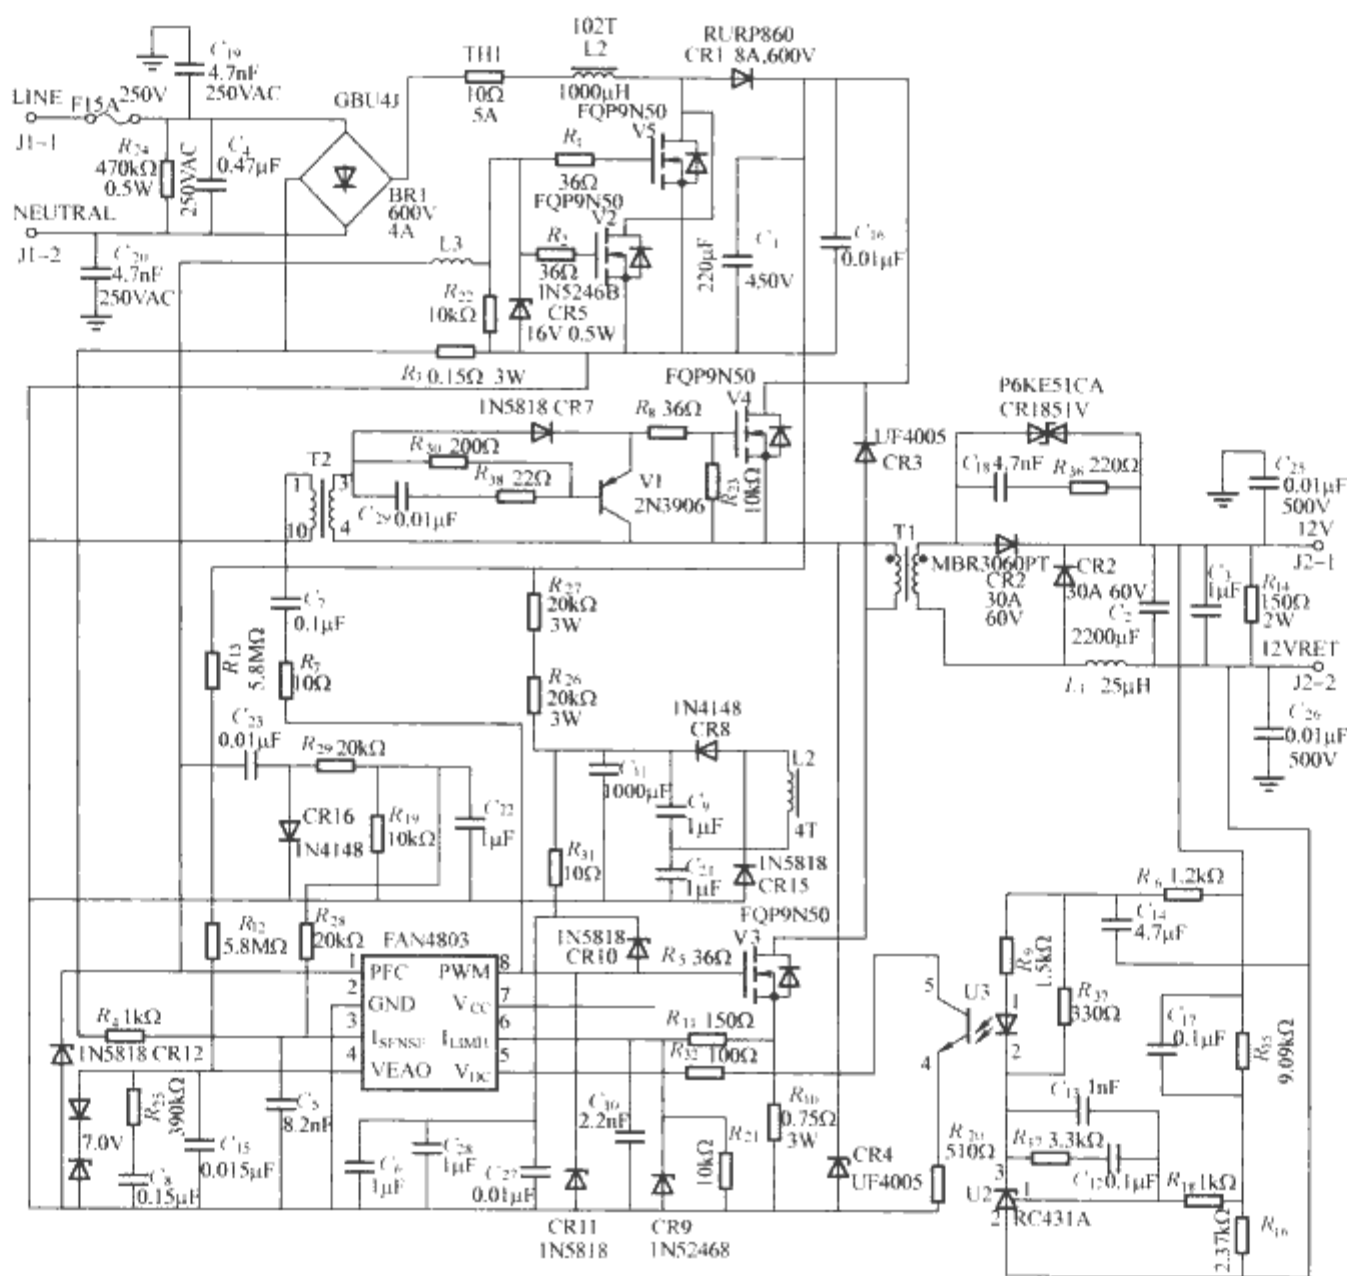 C19
4.7nF
250VAC
LINE
F15A
250V
J1-1
R24
470kΩ
0.5W
250VAC
C4
0.47μF
NEUTRAL
J1-2
C20
4.7nF
250VAC
GBU4J
BR1
600V
4A
TH1
10Ω
5A
102T
L2
1000μH
RURP860
CR1 8A,600V
FQP9N50
V5
R1
36Ω
FQP9N50
V2
R2
36Ω
1N5246B
CR5
16V 0.5W
L3
R22
10kΩ
R3 0.15Ω 3W
220μF
C1
450V
C16
0.01μF
FQP9N50
V4
1N5818 CR7
R8 36Ω
R30 200Ω
R38 22Ω
C29 0.01μF
V1
2N3906
R23
10kΩ
T2
1
3
10
4
UF4005
CR3
P6KE51CA
CR1851V
C18 4.7nF
R36 220Ω
C25
0.01μF
500V
12V
J2-1
T1
MBR3060PT
CR2
30A
60V
CR2
30A 60V
C2
2200μF
C3
1μF
R14
150Ω
2W
12VRET
J2-2
L1 25μH
C26
0.01μF
500V
R27
20kΩ
3W
R26
20kΩ
3W
C7
0.1μF
R7
10Ω
R13
5.8MΩ
C23
0.01μF
R29 20kΩ
CR16
1N4148
R19
10kΩ
C22
1μF
1N4148
CR8
L2
4T
C31
1000μF
C9
1μF
C21
1μF
1N5818
CR15
R31
10Ω
R12
5.8MΩ
R28
20kΩ
FAN4803
1
PFC
PWM
8
2
GND
VCC
7
3
ISENSE
ILIMIT
6
4
VEAO
VDC
5
1N5818
CR10
FQP9N50
V3
R5 36Ω
R11 150Ω
R32 100Ω
R4 1kΩ
1N5818 CR12
7.0V
R25
390kΩ
C8
0.15μF
C15
0.015μF
C5
8.2nF
C6
1μF
C28
1μF
C27
0.01μF
CR11
1N5818
C10
2.2nF
CR9
1N52468
R21
10kΩ
R10
0.75Ω
3W
CR4
UF4005
R20
510Ω
5
4
U3
1
2
R9
1.5kΩ
R37
330Ω
R6 1.2kΩ
C14
4.7μF
C17
0.1μF
R15
9.09kΩ
C13 1nF
R17 3.3kΩ
C12 0.1μF
R18 1kΩ
3
U2
1
2
RC431A
2.37kΩ
R16